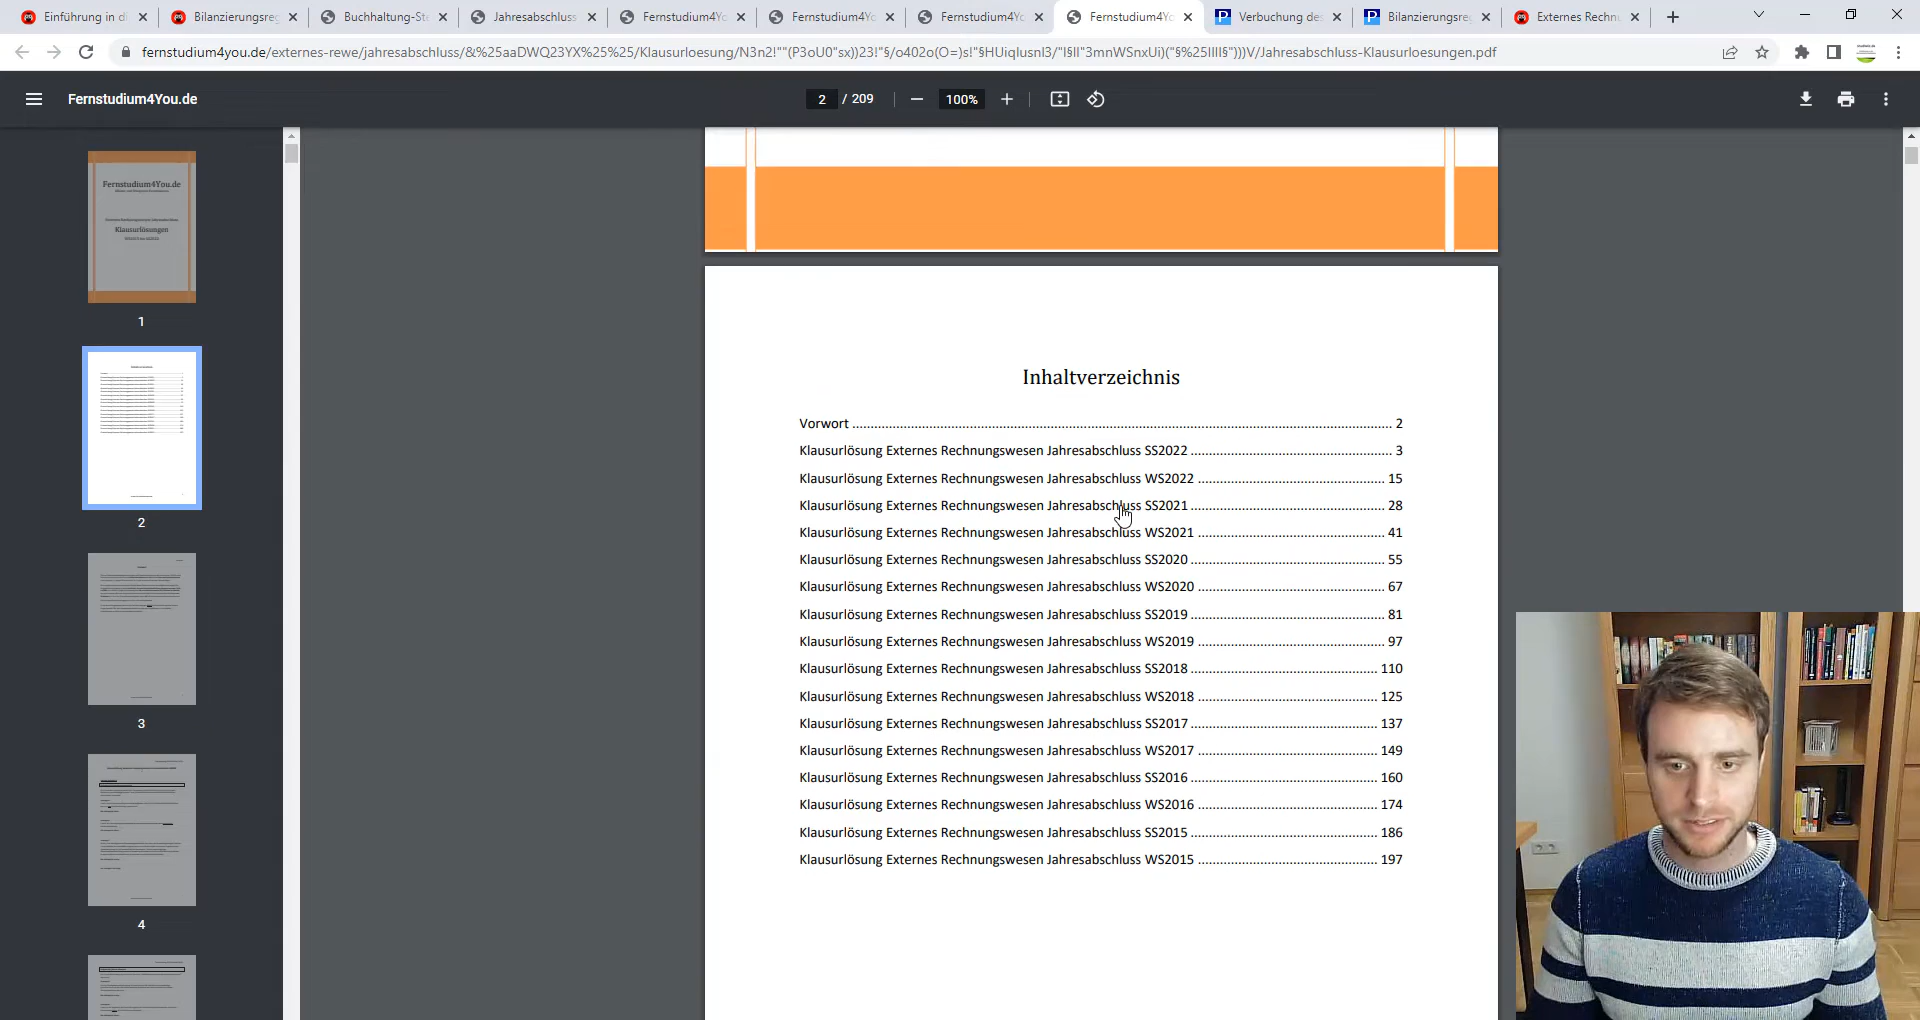 Einführung in di
Bilanzierungsreg
Buchhaltung-St
Jahresabschluss
Fernstudium4Yo
Fernstudium4Yo
Fernstudium4Yo
Fernstudium4Yo
Verbuchung des
Bilanzierungsreg
Externes Rechn
fernstudium4you.de/externes-rewe/jahresabschluss/&%25aaDWQ23YX%25%25/Klausurloesung/N3n2!""(P3oU0"sx))23!"§/o402o(O=)s!"§HUiqIusnI3/"I§II"3mnWSnxUi)("§%25IIII§")))V/Jahresabschluss-Klausurloesungen.pdf
Fernstudium4You.de
2 / 209
100%
Fernstudium4You.de
Klausurlösungen
1
2
3
4
Inhaltverzeichnis
Vorwort 2
Klausurlösung Externes Rechnungswesen Jahresabschluss SS2022 3
Klausurlösung Externes Rechnungswesen Jahresabschluss WS2022 15
Klausurlösung Externes Rechnungswesen Jahresabschluss SS2021 28
Klausurlösung Externes Rechnungswesen Jahresabschluss WS2021 41
Klausurlösung Externes Rechnungswesen Jahresabschluss SS2020 55
Klausurlösung Externes Rechnungswesen Jahresabschluss WS2020 67
Klausurlösung Externes Rechnungswesen Jahresabschluss SS2019 81
Klausurlösung Externes Rechnungswesen Jahresabschluss WS2019 97
Klausurlösung Externes Rechnungswesen Jahresabschluss SS2018 110
Klausurlösung Externes Rechnungswesen Jahresabschluss WS2018 125
Klausurlösung Externes Rechnungswesen Jahresabschluss SS2017 137
Klausurlösung Externes Rechnungswesen Jahresabschluss WS2017 149
Klausurlösung Externes Rechnungswesen Jahresabschluss SS2016 160
Klausurlösung Externes Rechnungswesen Jahresabschluss WS2016 174
Klausurlösung Externes Rechnungswesen Jahresabschluss SS2015 186
Klausurlösung Externes Rechnungswesen Jahresabschluss WS2015 197